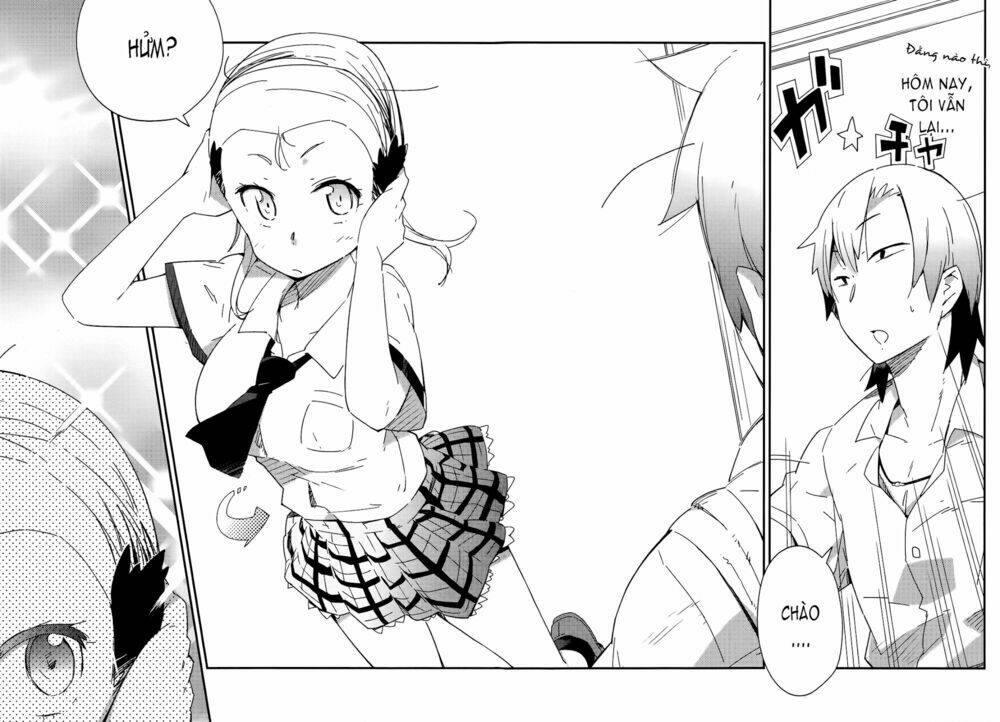 Đằng nào thì
HÔM NAY,
TÔI VẪN
LẠI...
ガチャ
CHÀO
....
HỬM?